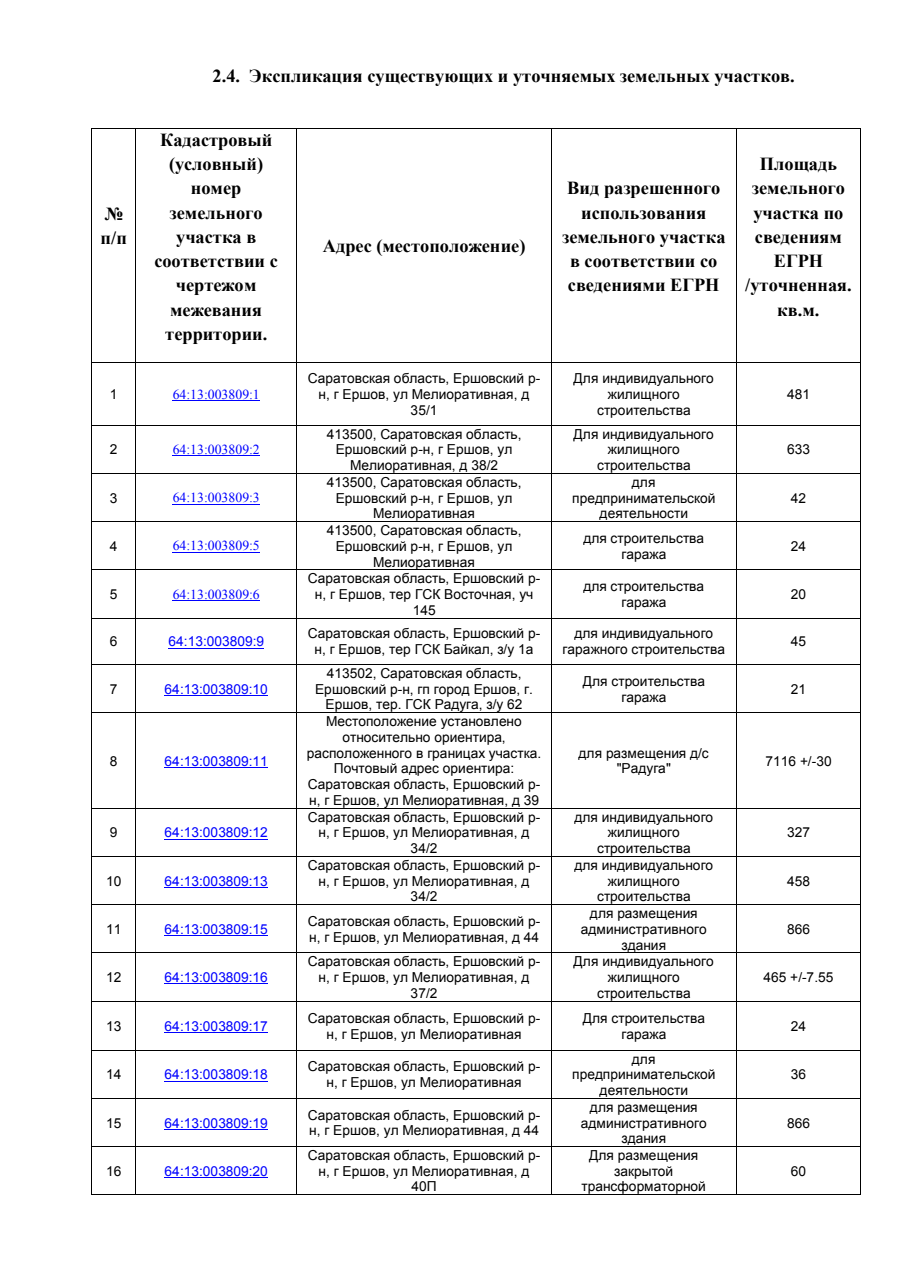 2.4. Экспликация существующих и уточняемых земельных участков.
№
п/п
Кадастровый
(условный)
номер
земельного
участка в
соответствии с
чертежом
межевания
территории.
Адрес (местоположение)
Вид разрешенного
использования
земельного участка
в соответствии со
сведениями ЕГРН
Площадь
земельного
участка по
сведениям
ЕГРН
/уточненная.
кв.м.
1
64:13:003809:1
Саратовская область, Ершовский р-
н, г Ершов, ул Мелиоративная, д
35/1
Для индивидуального
жилищного
строительства
481
2
64:13:003809:2
413500, Саратовская область,
Ершовский р-н, г Ершов, ул
Мелиоративная, д 38/2
Для индивидуального
жилищного
строительства
633
3
64:13:003809:3
413500, Саратовская область,
Ершовский р-н, г Ершов, ул
Мелиоративная
для
предпринимательской
деятельности
42
4
64:13:003809:5
413500, Саратовская область,
Ершовский р-н, г Ершов, ул
Мелиоративная
для строительства
гаража
24
5
64:13:003809:6
Саратовская область, Ершовский р-
н, г Ершов, тер ГСК Восточная, уч
145
для строительства
гаража
20
6
64:13:003809:9
Саратовская область, Ершовский р-
н, г Ершов, тер ГСК Байкал, з/у 1а
для индивидуального
гаражного строительства
45
7
64:13:003809:10
413502, Саратовская область,
Ершовский р-н, гп город Ершов, г.
Ершов, тер. ГСК Радуга, з/у 62
Для строительства
гаража
21
8
64:13:003809:11
Местоположение установлено
относительно ориентира,
расположенного в границах участка.
Почтовый адрес ориентира:
Саратовская область, Ершовский р-
н, г Ершов, ул Мелиоративная, д 39
для размещения д/с
"Радуга"
7116 +/-30
9
64:13:003809:12
Саратовская область, Ершовский р-
н, г Ершов, ул Мелиоративная, д
34/2
для индивидуального
жилищного
строительства
327
10
64:13:003809:13
Саратовская область, Ершовский р-
н, г Ершов, ул Мелиоративная, д
34/2
для индивидуального
жилищного
строительства
458
11
64:13:003809:15
Саратовская область, Ершовский р-
н, г Ершов, ул Мелиоративная, д 44
для размещения
административного
здания
866
12
64:13:003809:16
Саратовская область, Ершовский р-
н, г Ершов, ул Мелиоративная, д
37/2
Для индивидуального
жилищного
строительства
465 +/-7.55
13
64:13:003809:17
Саратовская область, Ершовский р-
н, г Ершов, ул Мелиоративная
Для строительства
гаража
24
14
64:13:003809:18
Саратовская область, Ершовский р-
н, г Ершов, ул Мелиоративная
для
предпринимательской
деятельности
36
15
64:13:003809:19
Саратовская область, Ершовский р-
н, г Ершов, ул Мелиоративная, д 44
для размещения
административного
здания
866
16
64:13:003809:20
Саратовская область, Ершовский р-
н, г Ершов, ул Мелиоративная, д
40П
Для размещения
закрытой
трансформаторной
60